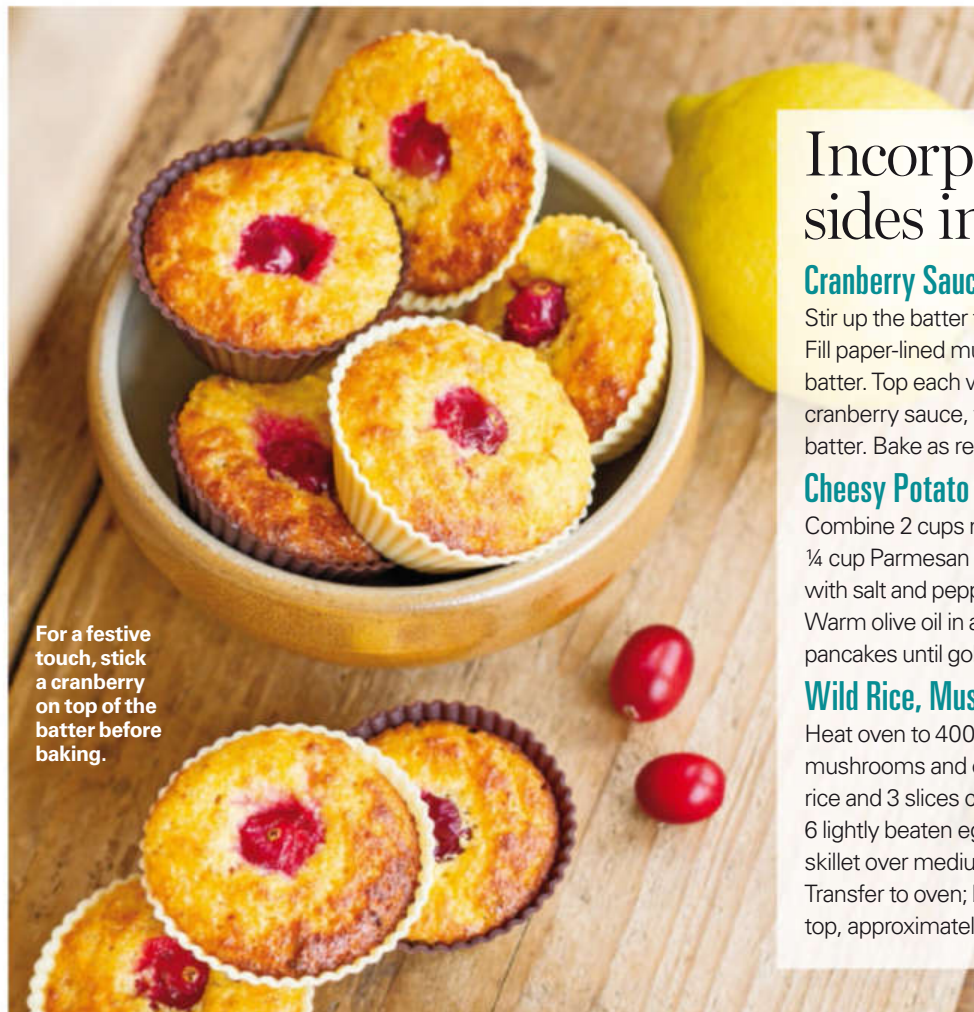 For a festive
touch, stick
a cranberry
on top of the
batter before
baking.
Incorp
sides in
Cranberry Sauc
Stir up the batter
Fill paper-lined mu
batter. Top each v
cranberry sauce,
batter. Bake as re
Cheesy Potato
Combine 2 cups r
¼ cup Parmesan
with salt and pepp
Warm olive oil in a
pancakes until go
Wild Rice, Mus
Heat oven to 400
mushrooms and
rice and 3 slices
6 lightly beaten eg
skillet over mediu
Transfer to oven;
top, approximately